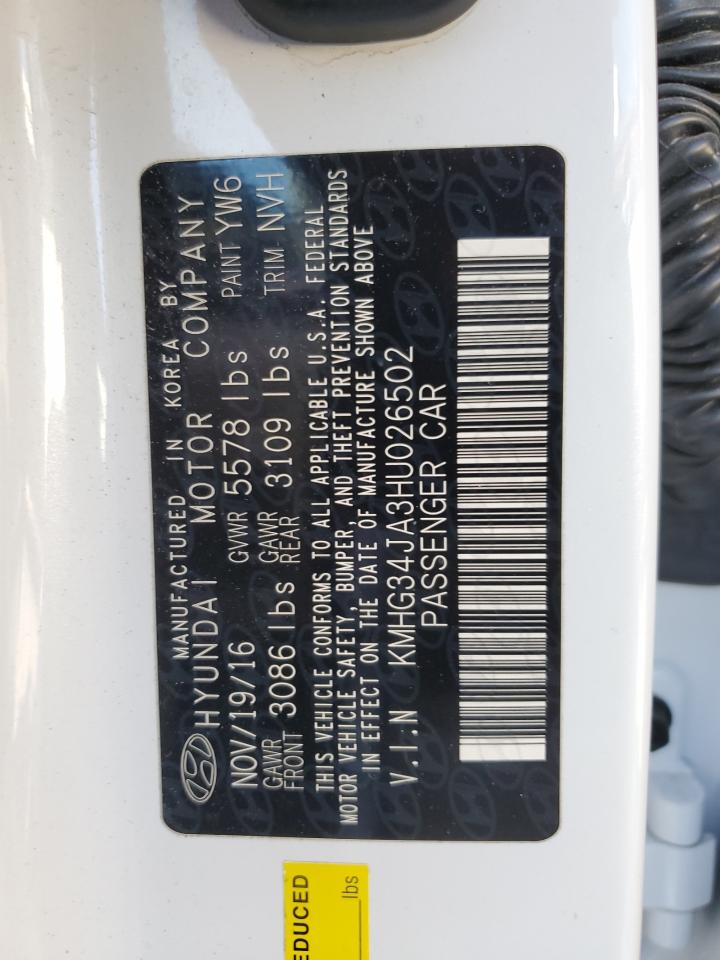 MANUFACTURED IN KOREA BY
HYUNDAI MOTOR COMPANY
NOV/19/16 GVWR 5578 lbs PAINT YW6
GAWR FRONT 3086 lbs GAWR REAR 3109 lbs TRIM NVH
THIS VEHICLE CONFORMS TO ALL APPLICABLE U.S.A. FEDERAL
MOTOR VEHICLE SAFETY, BUMPER, AND THEFT PREVENTION STANDARDS
IN EFFECT ON THE DATE OF MANUFACTURE SHOWN ABOVE
V.I.N KMHG34JA3HU026502
PASSENGER CAR
EDUCED
lbs